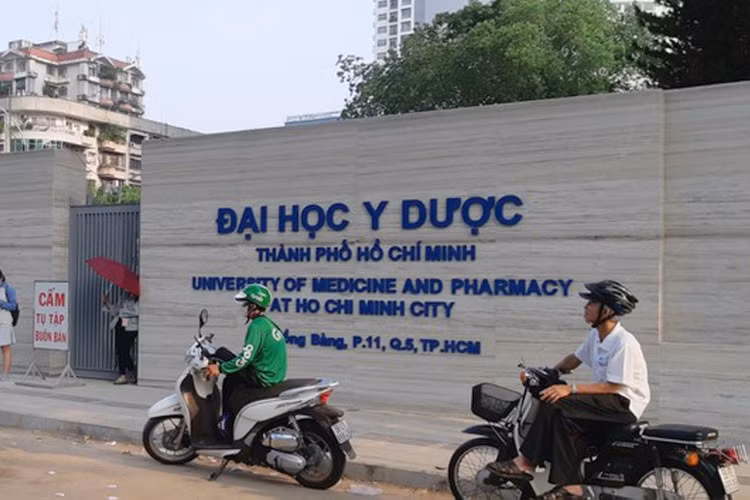 ĐẠI HỌC Y DƯỢC
THÀNH PHỐ HỒ CHÍ MINH
UNIVERSITY OF MEDICINE AND PHARMACY
AT HO CHI MINH CITY
Bàng, P.11, Q.5, TP.HCM
CẤM
TỤ TẬP
BUÔN BÁN
Grab